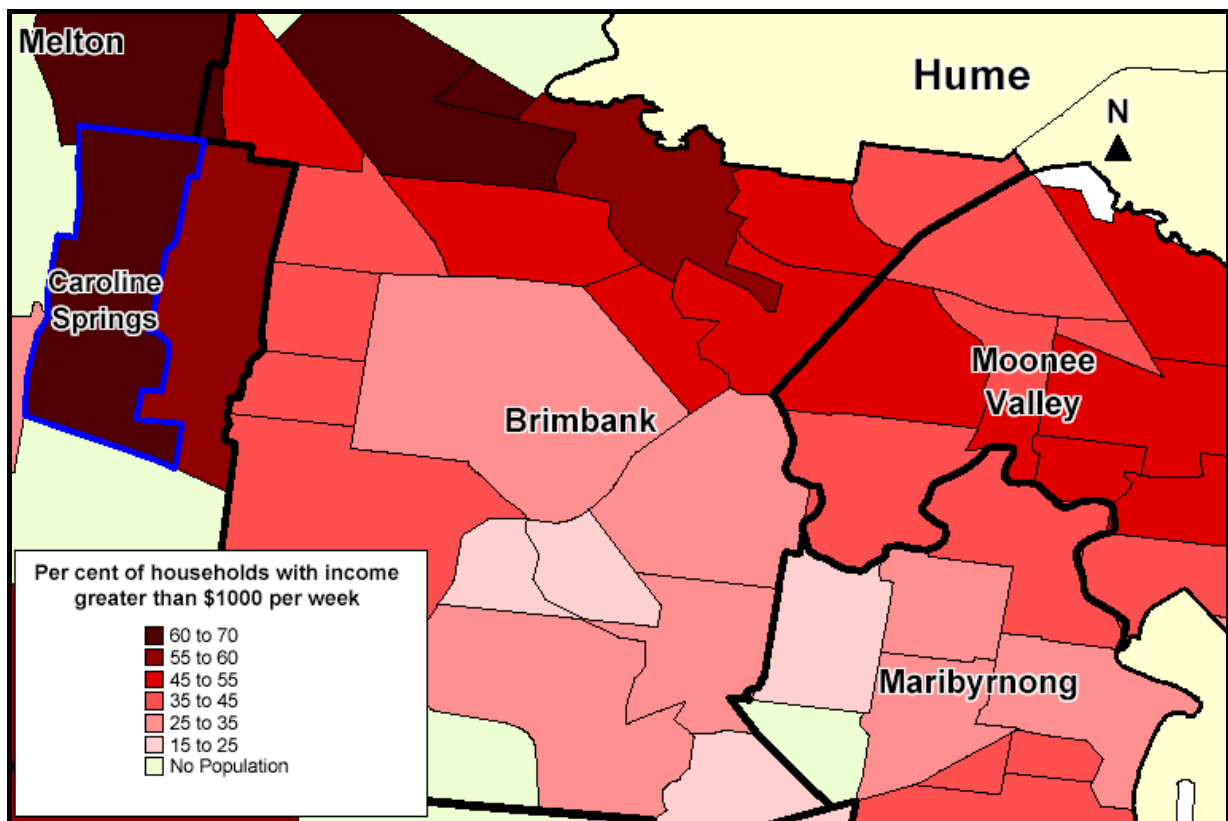 Melton
Hume
N
Caroline
Springs
Moonee
Valley
Brimbank
Maribyrnong
Per cent of households with income
greater than $1000 per week
60 to 70
55 to 60
45 to 55
35 to 45
25 to 35
15 to 25
No Population